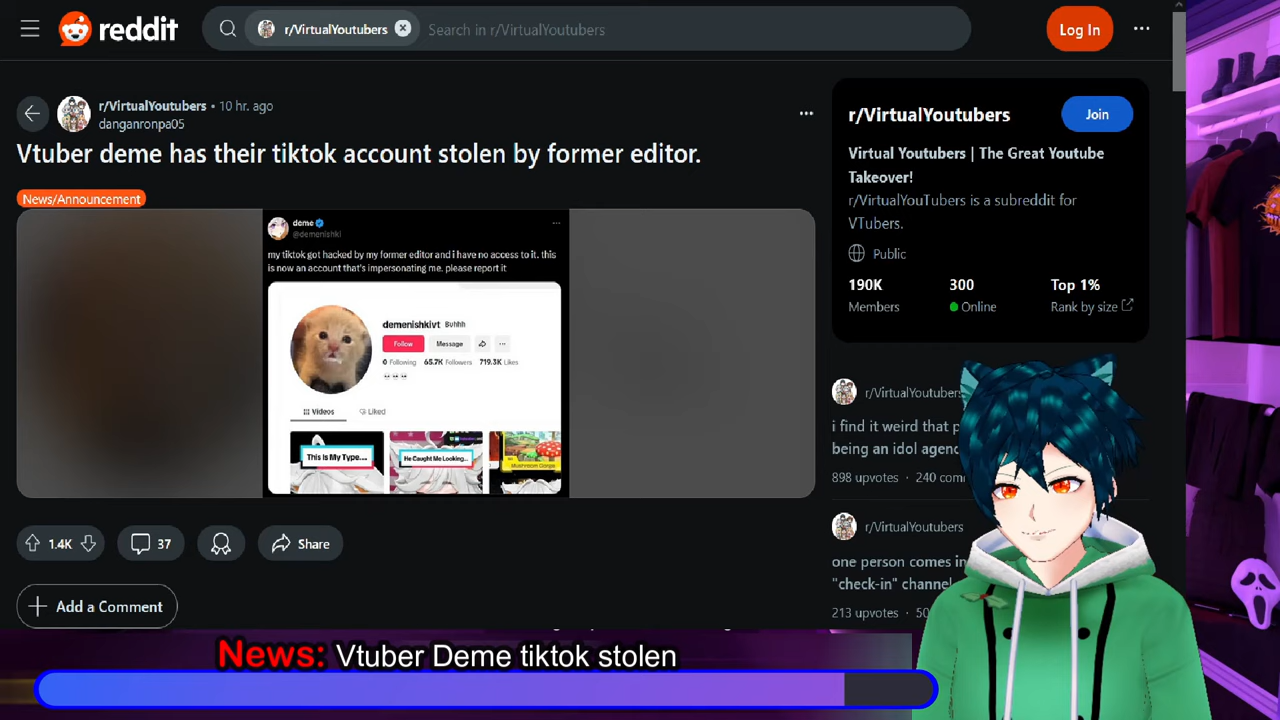 reddit
r/VirtualYoutubers
Search in r/VirtualYoutubers
Log In
r/VirtualYoutubers • 10 hr. ago
danganronpa05
Vtuber deme has their tiktok account stolen by former editor.
News/Announcement
deme
@demenishki
my tiktok got hacked by my former editor and i have no access to it. this
is now an account that's impersonating me. please report it
demenishkivt Bvhhh
Follow
Message
0 Following 65.7K Followers 719.3K Likes
Videos
Liked
This Is My Type...
He Caught Me Looking...
Mushroom Gorge
1.4K
37
Share
Add a Comment
r/VirtualYoutubers
Join
Virtual Youtubers | The Great Youtube
Takeover!
r/VirtualYouTubers is a subreddit for
VTubers.
Public
190K
300
Top 1%
Members
Online
Rank by size
r/VirtualYoutubers
i find it weird that p
being an idol agenc
898 upvotes • 240 com
r/VirtualYoutubers
one person comes in
"check-in" channel
213 upvotes • 50
News: Vtuber Deme tiktok stolen